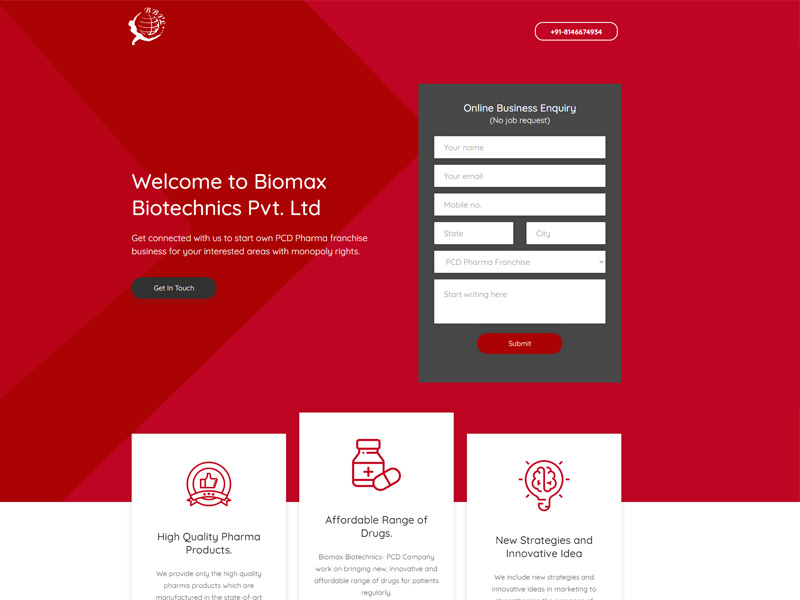 BBPL
+91-8146674934
Online Business Enquiry
(No job request)
Your name
Your email
Mobile no.
State
City
PCD Pharma Franchise
Start writing here
Submit
Welcome to Biomax
Biotechnics Pvt. Ltd
Get connected with us to start own PCD Pharma franchise
business for your interested areas with monopoly rights.
Get In Touch
High Quality Pharma
Products.
We provide only the high quality
pharma products which are
manufactured in the state-of-art
Affordable Range of
Drugs.
Biomax Biotechnics- PCD Company
work on bringing new, innovative and
affordable range of drugs for patients
regularly.
New Strategies and
Innovative Idea
We include new strategies and
innovative ideas in marketing to